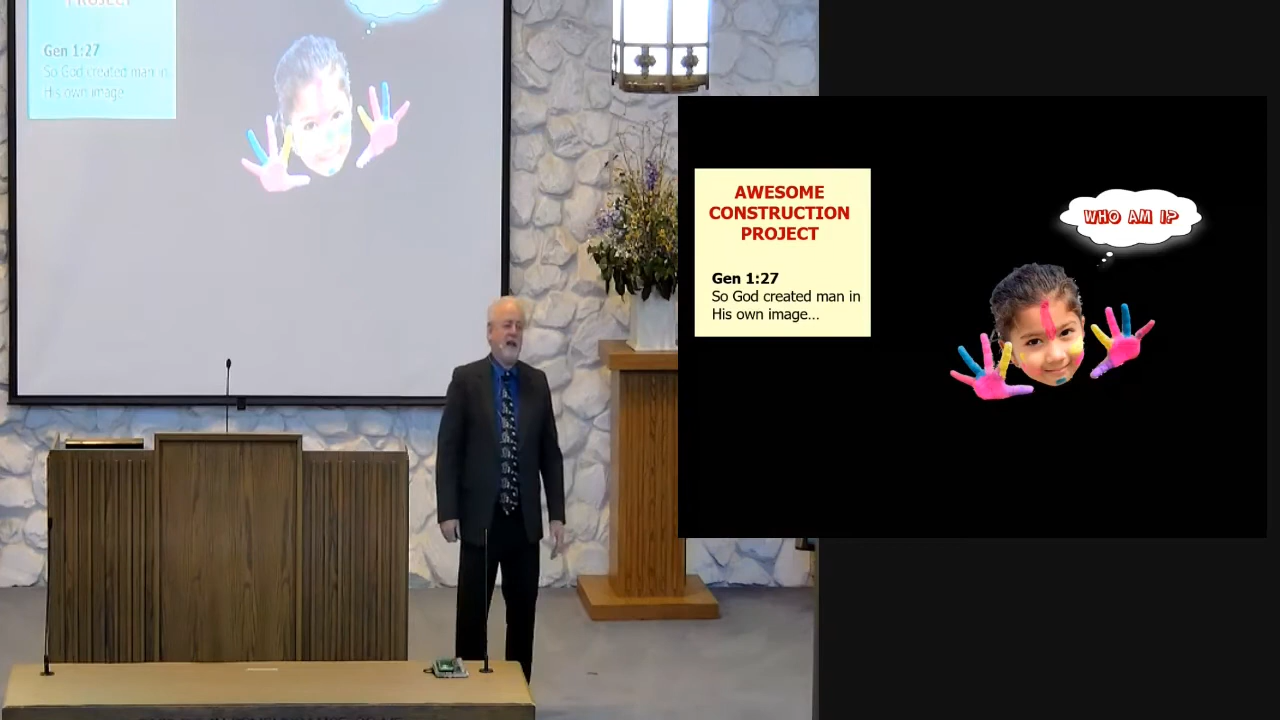 PROJECT
Gen 1:27
So God created man in
His own image
AWESOME
CONSTRUCTION
PROJECT
Gen 1:27
So God created man in
His own image...
WHO AM I?